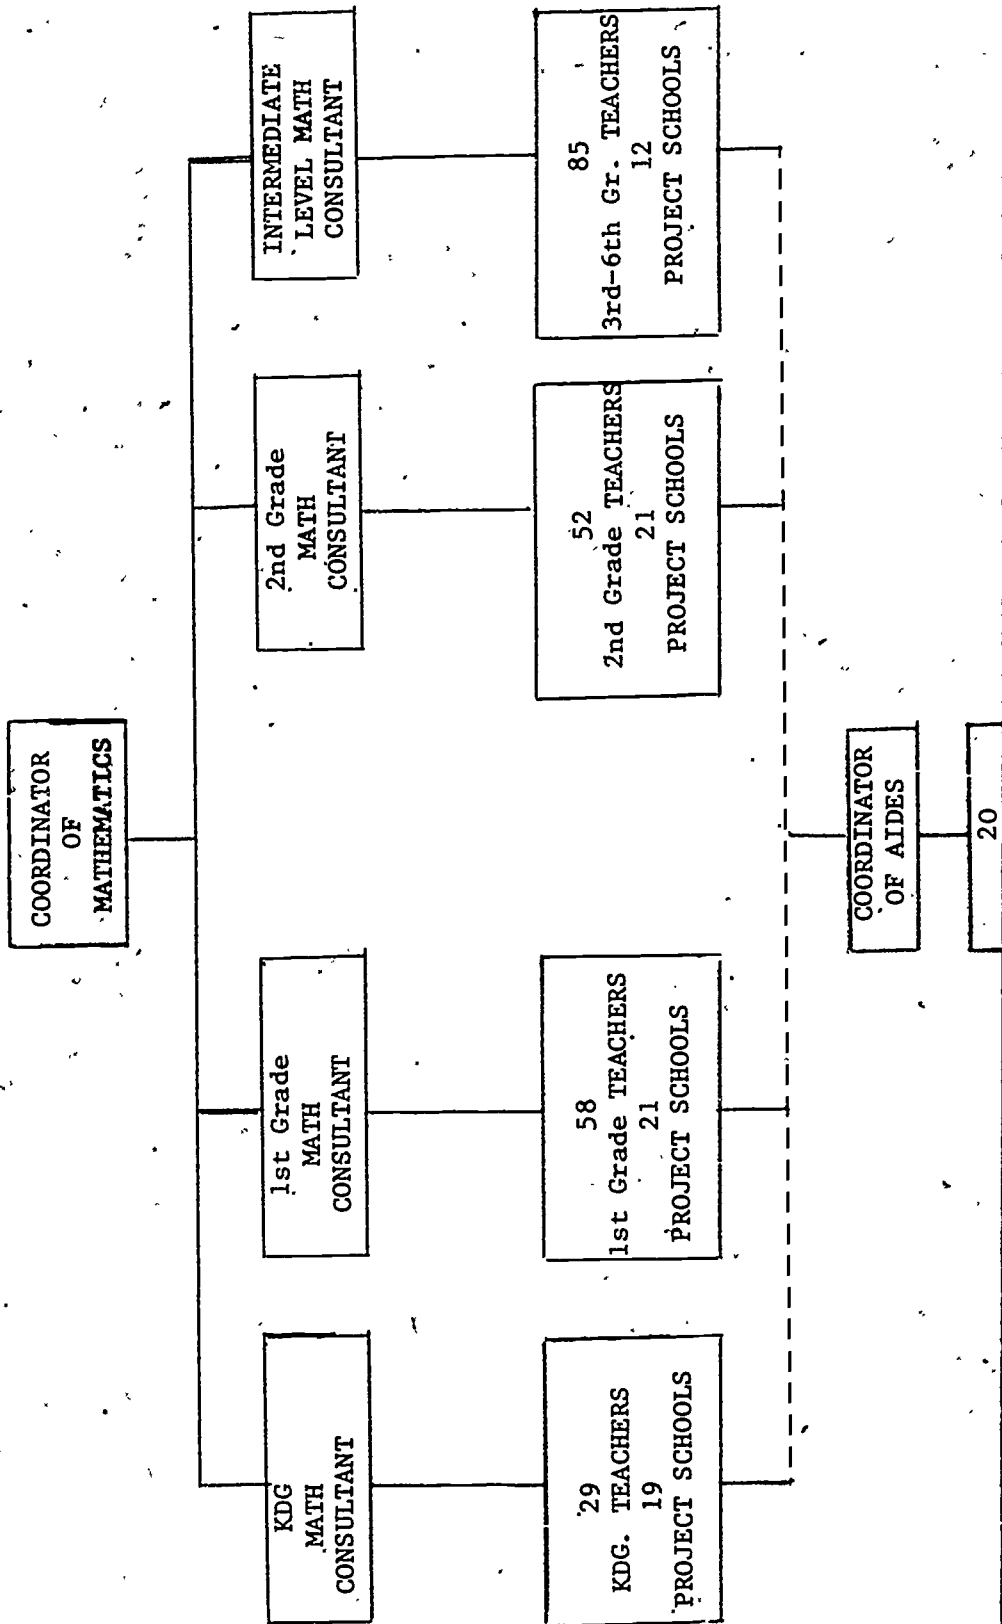 COORDINATOR
OF
MATHEMATICS
KDG
MATH
CONSULTANT
1st Grade
MATH
CONSULTANT
2nd Grade
MATH
CONSULTANT
INTERMEDIATE
LEVEL MATH
CONSULTANT
29
KDG. TEACHERS
19
PROJECT SCHOOLS
58
1st Grade TEACHERS
21
PROJECT SCHOOLS
52
2nd Grade TEACHERS
21
PROJECT SCHOOLS
85
3rd-6th Gr. TEACHERS
12
PROJECT SCHOOLS
COORDINATOR
OF AIDES
20